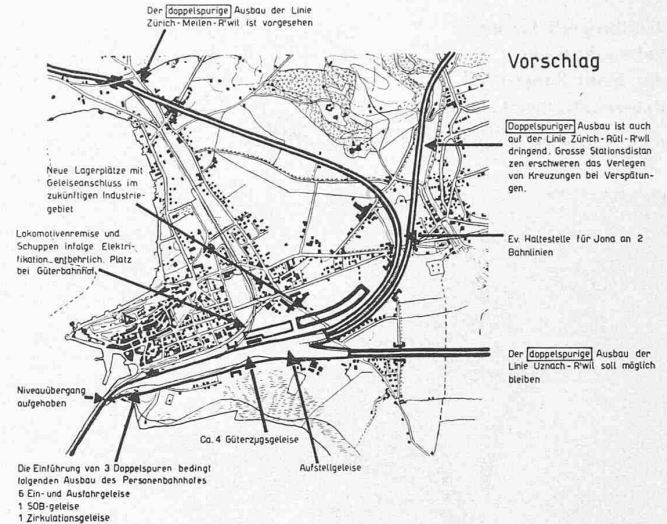 Der doppelspurige Ausbau der Linie
Zürich-Meilen-R'wil ist vorgesehen
Vorschlag
Doppelspuriger Ausbau ist auch
auf der Linie Zürich-Rüti-R'wil
dringend. Grosse Stationsdistan
zen erschweren das Verlegen
von Kreuzungen bei Verspätun-
gen.
Neue Lagerplätze mit
Geleiseanschluss im
zukünftigen Industrie-
gebiet
Lokomotivenremise und
Schuppen infolge Elektri-
fikation entbehrlich. Platz
bei Güterbahnhof.
Ev. Haltestelle für Jona an 2
Bahnlinien
Der doppelspurige Ausbau der
Linie Uznach-R'wil soll möglich
bleiben
Niveauübergang
aufgehoben
Ca. 4 Güterzugsgeleise
Aufstellgeleise
Die Einführung von 3 Doppelspuren bedingt
folgenden Ausbau des Personenbahnhofes
6 Ein- und Ausfahrgeleise
1 SOB-geleise
1 Zirkulationsgeleise